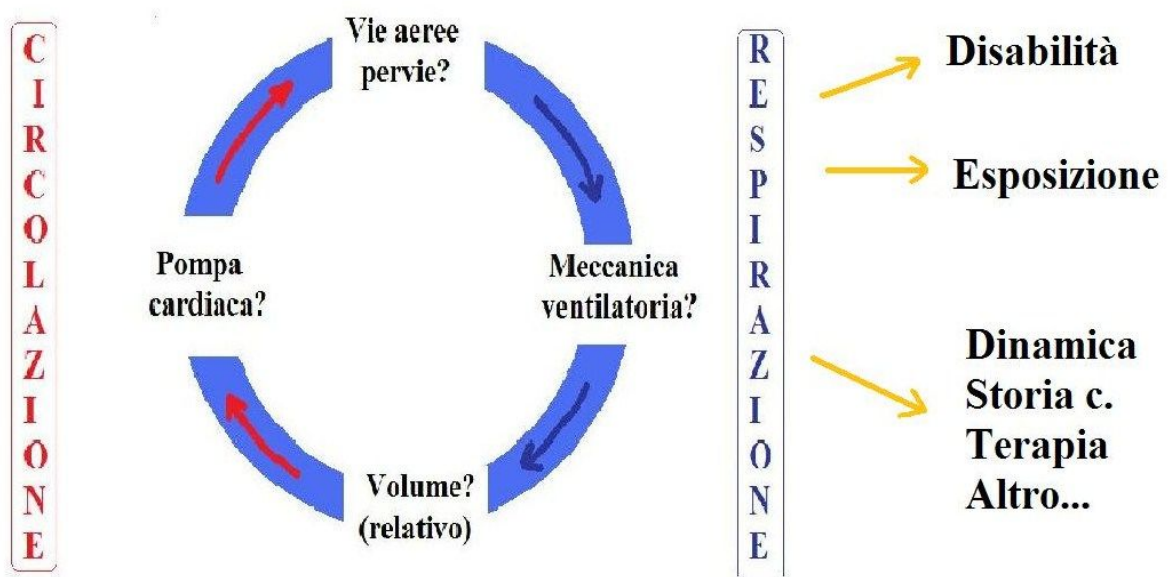 CIRCOLAZIONE
Vie aeree
pervie?
Meccanica
ventilatoria?
Volume?
(relativo)
Pompa
cardiaca?
RESPIRAZIONE
Disabilità
Esposizione
Dinamica
Storia c.
Terapia
Altro...